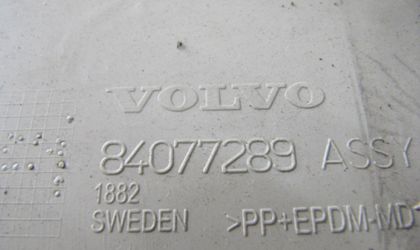 VOLVO
84077289 ASSY
1882
SWEDEN >PP+EPDM-MD